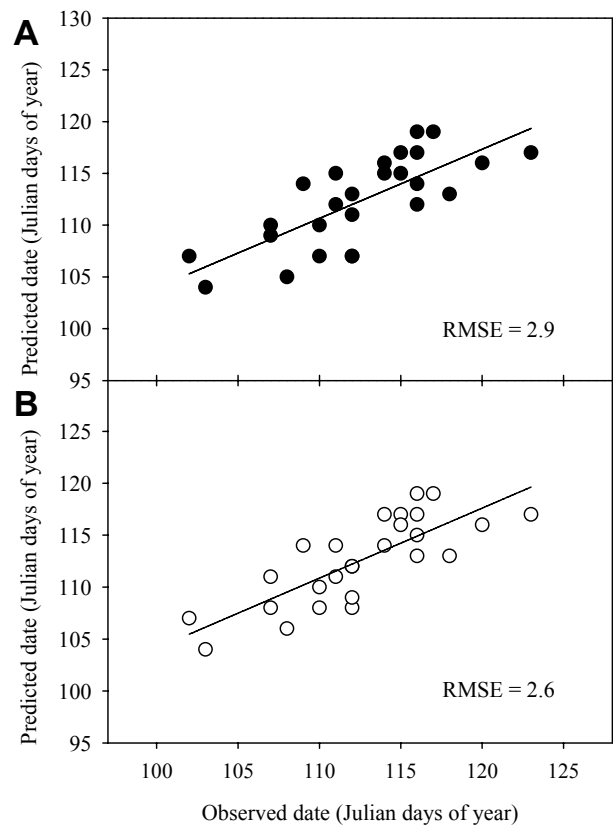 A
130
125
120
115
110
105
100
95
Predicted date (Julian days of year)
RMSE = 2.9
B
125
120
115
110
105
100
95
Predicted date (Julian days of year)
RMSE = 2.6
100 105 110 115 120 125
Observed date (Julian days of year)